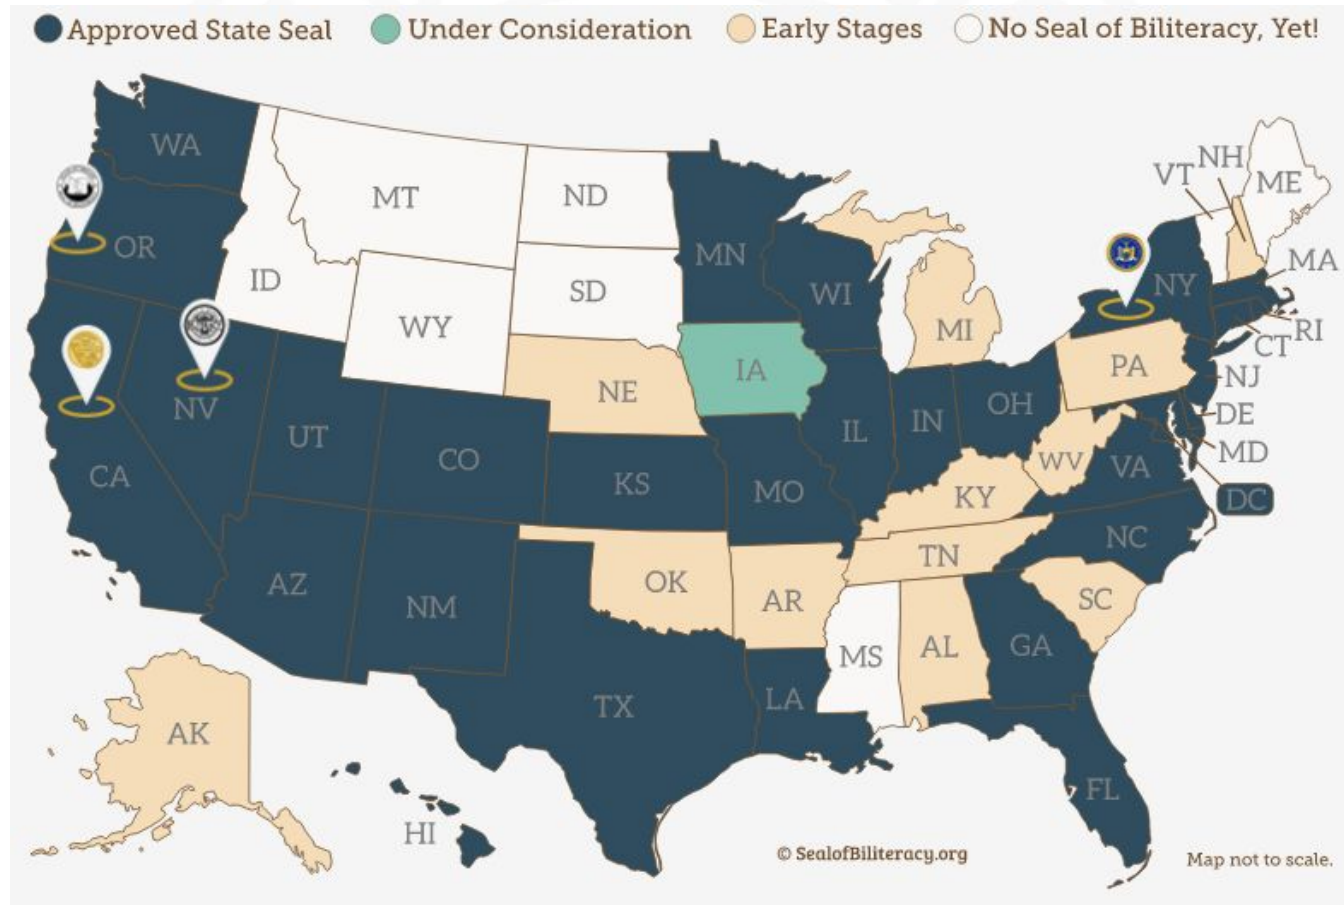 Approved State Seal
Under Consideration
Early Stages
No Seal of Biliteracy, Yet!
WA
MT
ND
MN
VT
NH
ME
OR
ID
SD
WI
NY
MA
WY
MI
RI
CT
IA
PA
NJ
NE
NV
OH
DE
UT
IL
IN
MD
CO
WV
VA
CA
KS
MO
KY
DC
NC
TN
AZ
OK
AR
NM
SC
MS
AL
GA
TX
LA
AK
FL
HI
© SealofBiliteracy.org
Map not to scale.